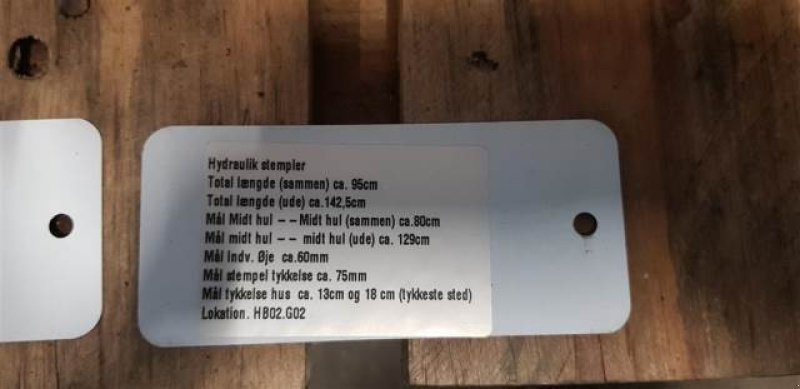 Hydraulik stempler
Total længde (sammen) ca. 95cm
Total længde (ude) ca.142,5cm
Mål Midt hul – – Midt hul (sammen) ca.80cm
Mål midt hul – – midt hul (ude) ca. 129cm
Mål Indv. Øje ca.60mm
Mål stempel tykkelse ca. 75mm
Mål tykkelse hus ca. 13cm og 18 cm (tykkeste sted)
Lokation. HB02.G02